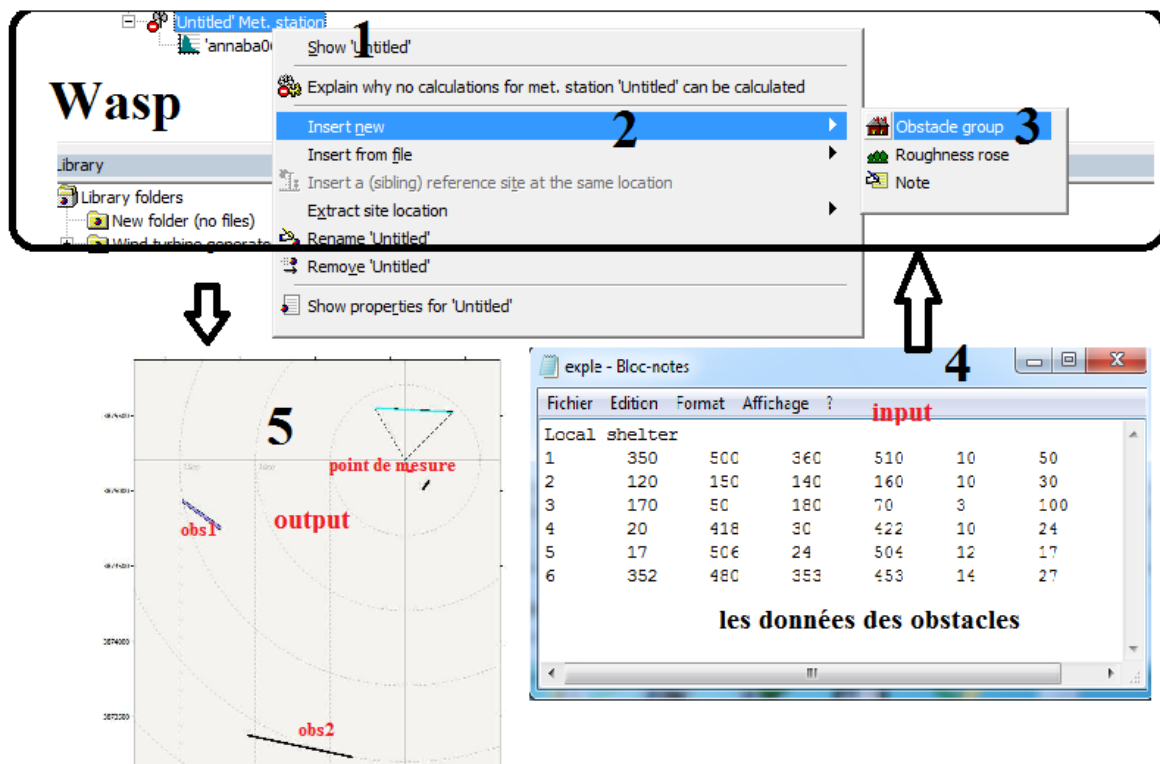 'Untitled' Met. station
1
Show 'Untitled'
Explain why no calculations for met. station 'Untitled' can be calculated
Wasp
Insert new
2
Obstacle group
3
Insert from file
Roughness rose
Library
Insert a (sibling) reference site at the same location
Note
Library folders
Extract site location
New folder (no files)
Rename 'Untitled'
Remove 'Untitled'
Show properties for 'Untitled'
5
point de mesure
obs1
output
obs2
exple - Bloc-notes
4
Fichier Edition Format Affichage ?
input
Local shelter
1 350 500 360 510 10 50
2 120 150 140 160 10 30
3 170 50 180 70 3 100
4 20 418 30 422 10 24
5 17 506 24 504 12 17
6 352 480 353 453 14 27
les données des obstacles